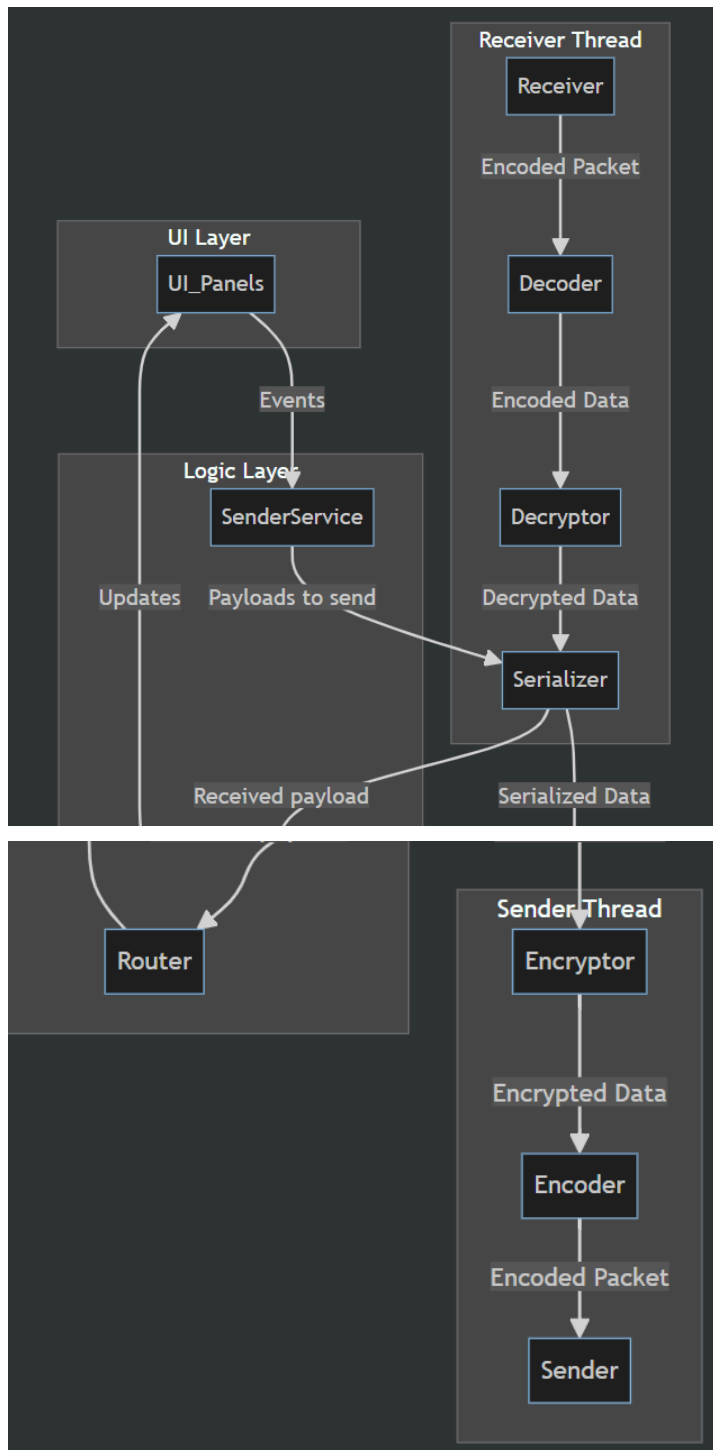 Receiver Thread
Receiver
Encoded Packet
UI Layer
UI_Panels
Decoder
Events
Encoded Data
Logic Layer
SenderService
Decryptor
Updates
Payloads to send
Decrypted Data
Serializer
Received payload
Serialized Data
Sender Thread
Router
Encryptor
Encrypted Data
Encoder
Encoded Packet
Sender